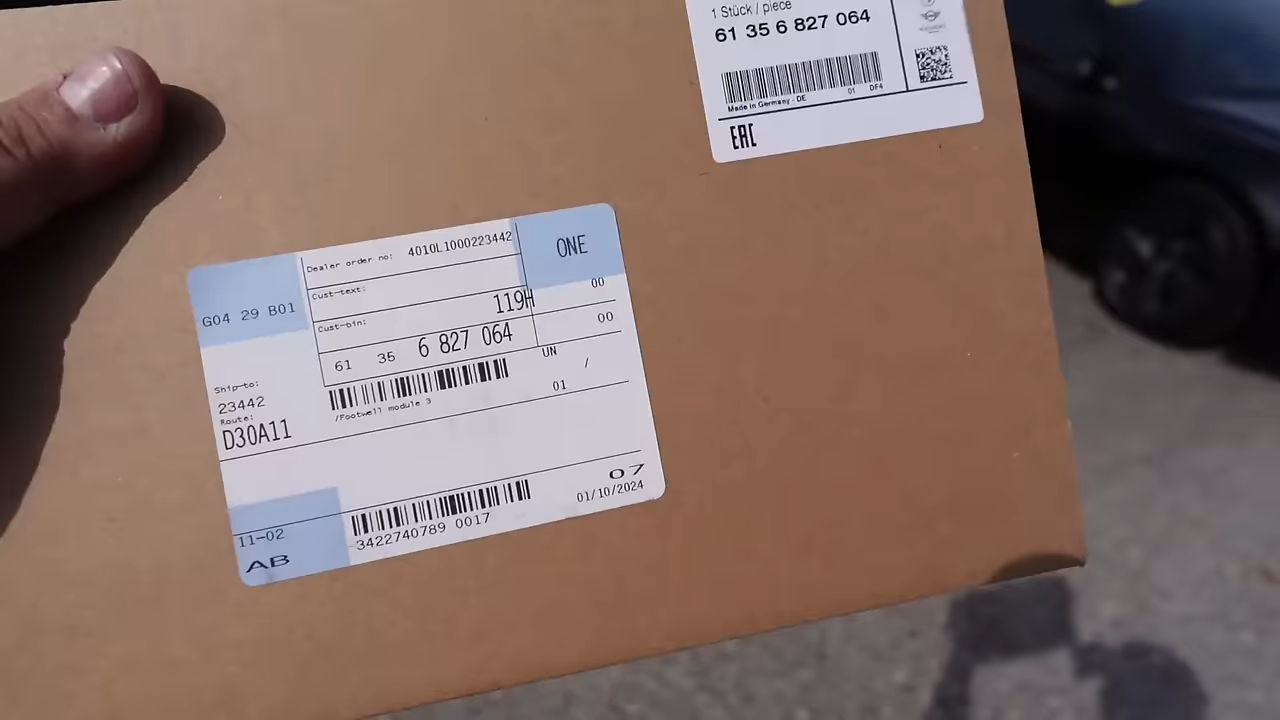 1 Stück / piece
61 35 6 827 064
Made in Germany - DE 01 DF4
EAC
Dealer order no: 4010L1000223442
ONE
Cust-text:
00
G04 29 B01
Cust-bin: 119H
00
61 35 6 827 064
UN /
Ship-to:
23442
/Footwell module 3
01
Route:
D30A11
07
01/10/2024
11-02
3422740789 0017
AB